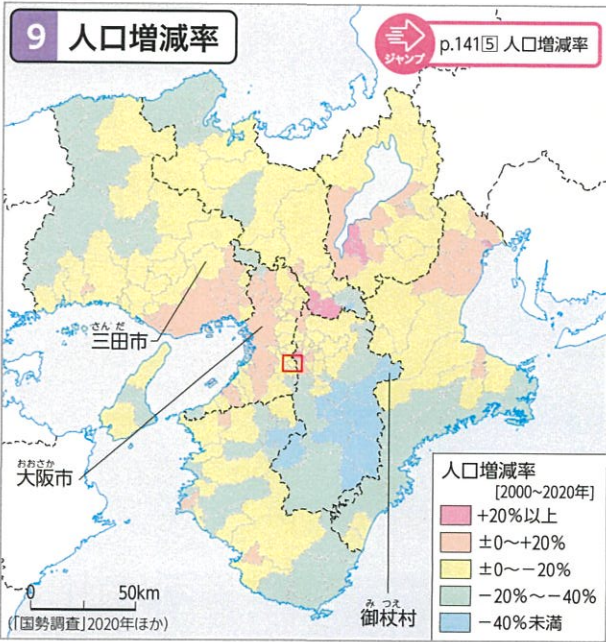 9 人口増減率
ジャンプ p.141⑤ 人口増減率
さんだ
三田市
おおさか
大阪市
みつえ
御杖村
人口増減率
[2000~2020年]
+20%以上
±0~+20%
±0~-20%
-20%~-40%
-40%未満
0 50km
(「国勢調査」2020年ほか)